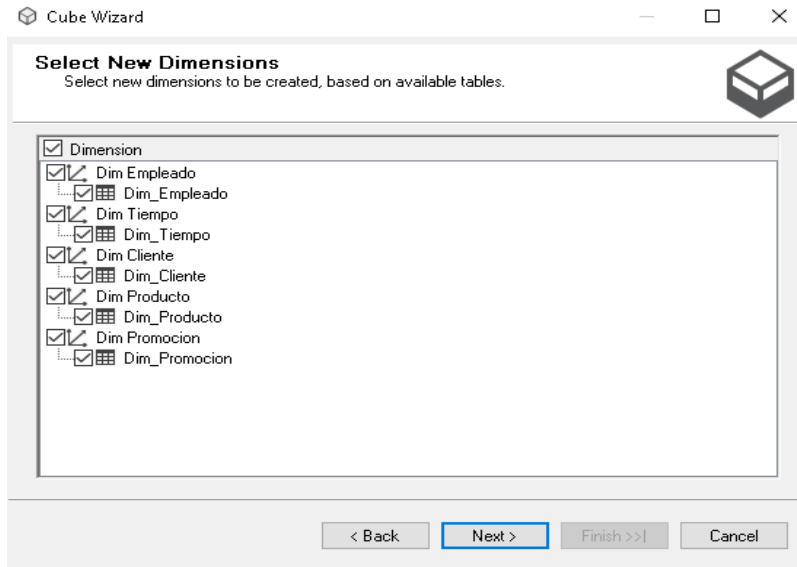 Cube Wizard
Select New Dimensions
Select new dimensions to be created, based on available tables.
Dimension
Dim Empleado
Dim_Empleado
Dim Tiempo
Dim_Tiempo
Dim Cliente
Dim_Cliente
Dim Producto
Dim_Producto
Dim Promocion
Dim_Promocion
< Back Next > Finish >>| Cancel